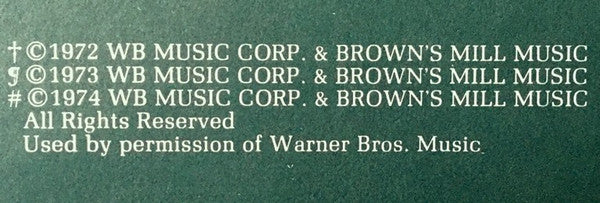 †©1972 WB MUSIC CORP. & BROWN'S MILL MUSIC
¶©1973 WB MUSIC CORP. & BROWN'S MILL MUSIC
#©1974 WB MUSIC CORP. & BROWN'S MILL MUSIC
All Rights Reserved
Used by permission of Warner Bros. Music